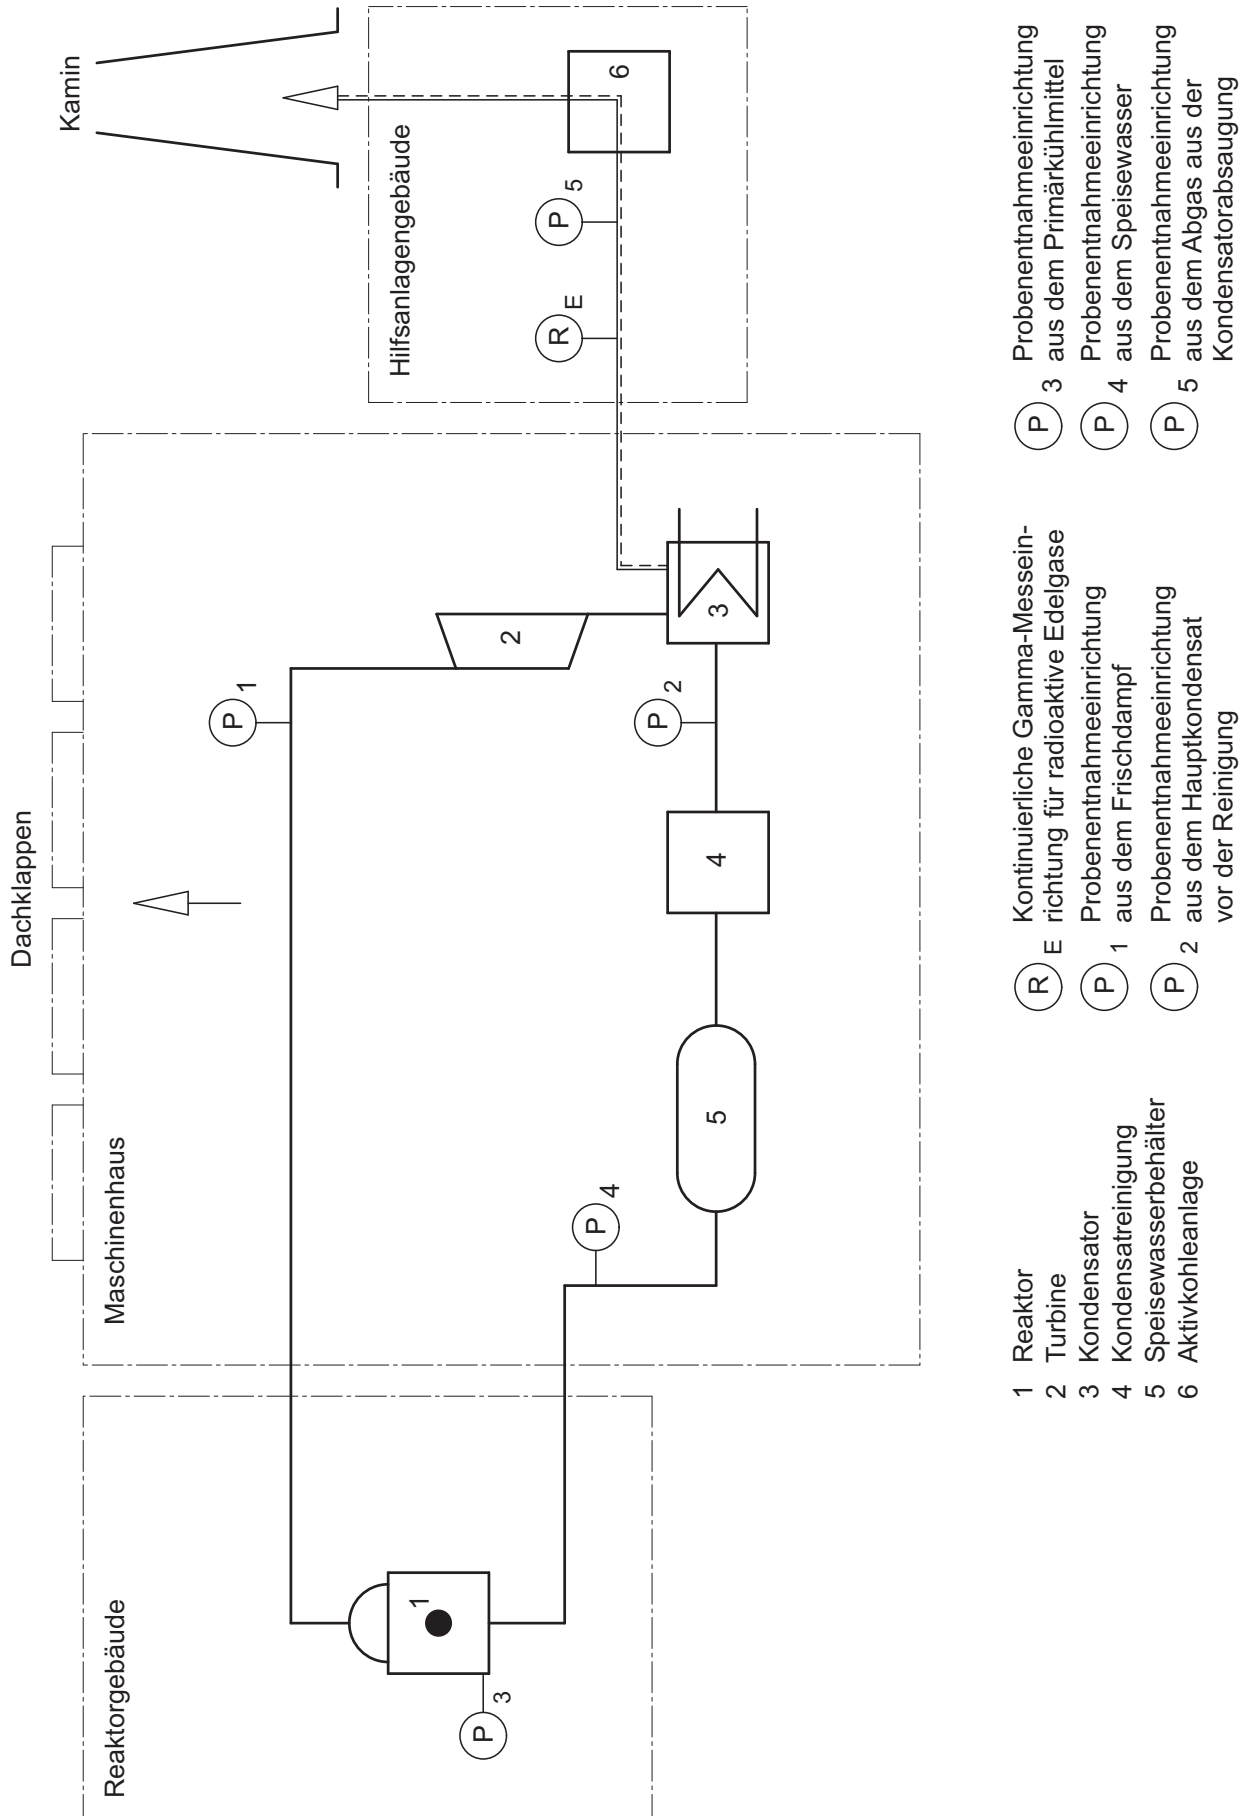 Kamin
Dachklappen
Hilfsanlagengebäude
Maschinenhaus
Reaktorgebäude
P 1
2
R E
P 5
6
3
P 2
4
5
P 4
1
P 3
1 Reaktor
2 Turbine
3 Kondensator
4 Kondensatreinigung
5 Speisewasserbehälter
6 Aktivkohleanlage
R E Kontinuierliche Gamma-Messein-
richtung für radioaktive Edelgase
P 1 Probenentnahmeeinrichtung
aus dem Frischdampf
P 2 Probenentnahmeeinrichtung
aus dem Hauptkondensat
vor der Reinigung
P 3 Probenentnahmeeinrichtung
aus dem Primärkühlmittel
P 4 Probenentnahmeeinrichtung
aus dem Speisewasser
P 5 Probenentnahmeeinrichtung
aus dem Abgas aus der
Kondensatorabsaugung